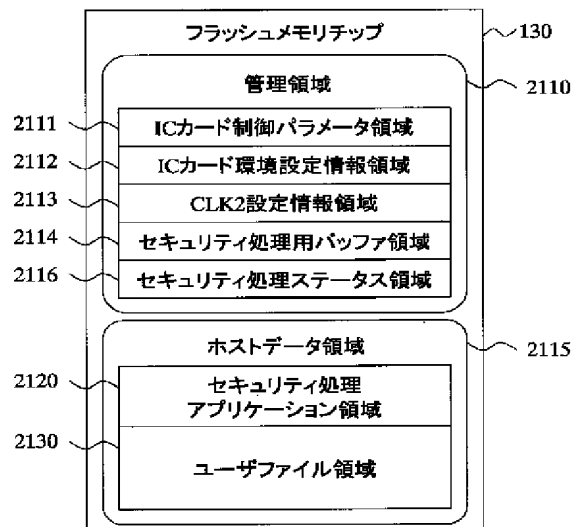 フラッシュメモリチップ
130
管理領域
2110
2111
ICカード制御パラメータ領域
2112
ICカード環境設定情報領域
2113
CLK2設定情報領域
2114
セキュリティ処理用バッファ領域
2116
セキュリティ処理ステータス領域
ホストデータ領域
2115
2120
セキュリティ処理
アプリケーション領域
2130
ユーザファイル領域